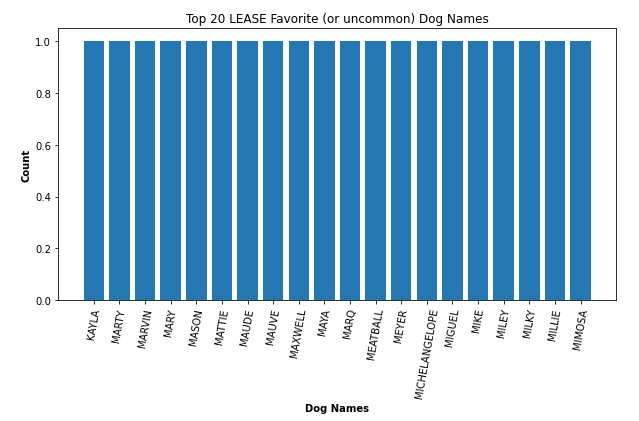 Top 20 LEASE Favorite (or uncommon) Dog Names
1.0
0.8
0.6
0.4
0.2
0.0
Count
KAYLA
MARTY
MARVIN
MARY
MASON
MATTIE
MAUDE
MAUVE
MAXWELL
MAYA
MARQ
MEATBALL
MEYER
MICHELANGELOPE
MIGUEL
MIKE
MILEY
MILKY
MILLIE
MIMOSA
Dog Names